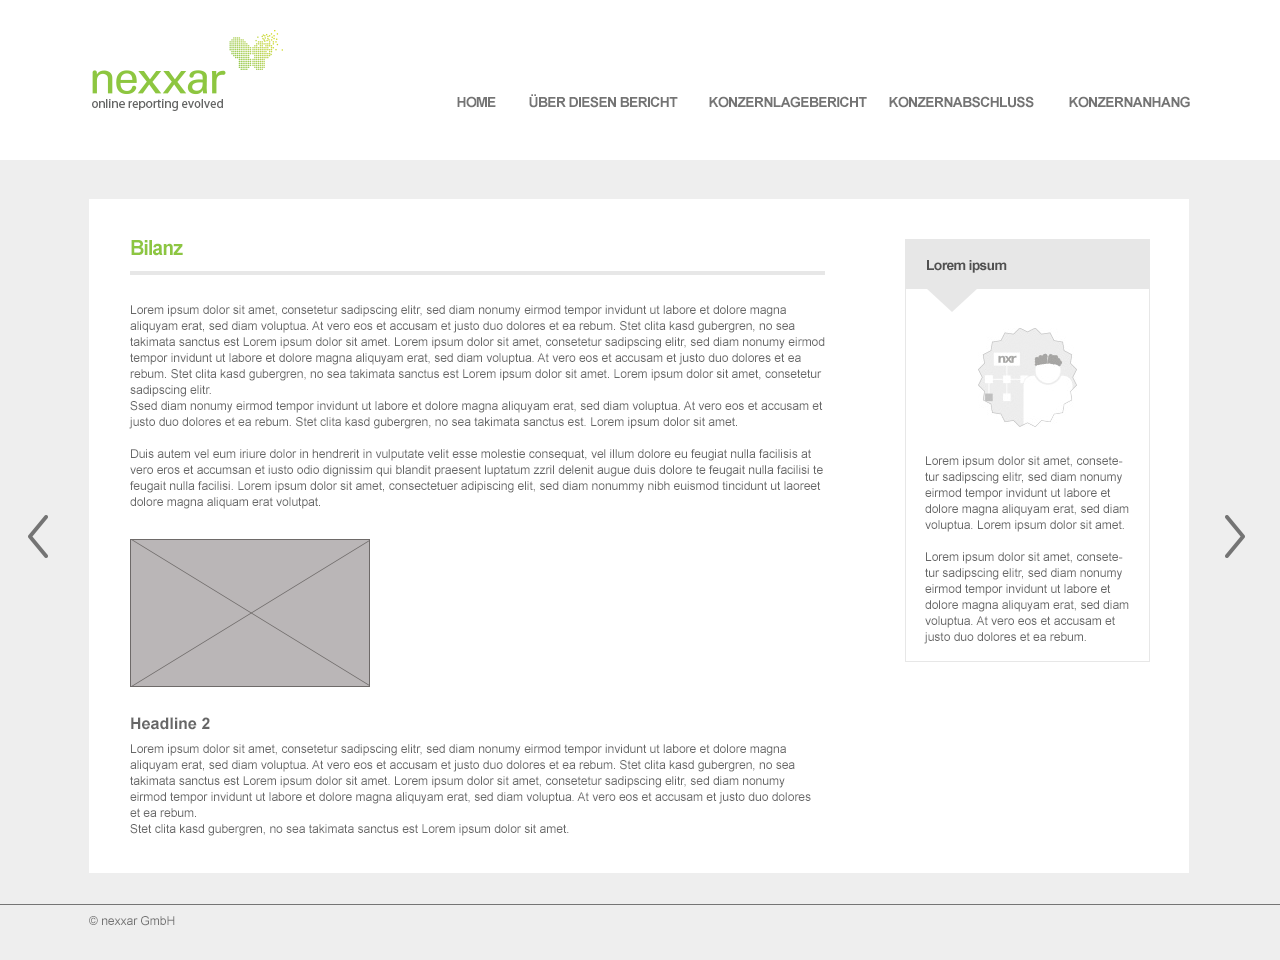 nexxar
online reporting evolved
HOME
ÜBER DIESEN BERICHT
KONZERNLAGEBERICHT
KONZERNABSCHLUSS
KONZERNANHANG
Bilanz
Lorem ipsum dolor sit amet, consetetur sadipscing elitr, sed diam nonumy eirmod tempor invidunt ut labore et dolore magna
aliquyam erat, sed diam voluptua. At vero eos et accusam et justo duo dolores et ea rebum. Stet clita kasd gubergren, no sea
takimata sanctus est Lorem ipsum dolor sit amet. Lorem ipsum dolor sit amet, consetetur sadipscing elitr, sed diam nonumy eirmod
tempor invidunt ut labore et dolore magna aliquyam erat, sed diam voluptua. At vero eos et accusam et justo duo dolores et ea
rebum. Stet clita kasd gubergren, no sea takimata sanctus est Lorem ipsum dolor sit amet. Lorem ipsum dolor sit amet, consetetur
sadipscing elitr.
Ssed diam nonumy eirmod tempor invidunt ut labore et dolore magna aliquyam erat, sed diam voluptua. At vero eos et accusam et
justo duo dolores et ea rebum. Stet clita kasd gubergren, no sea takimata sanctus est. Lorem ipsum dolor sit amet.
Duis autem vel eum iriure dolor in hendrerit in vulputate velit esse molestie consequat, vel illum dolore eu feugiat nulla facilisis at
vero eros et accumsan et iusto odio dignissim qui blandit praesent luptatum zzril delenit augue duis dolore te feugait nulla facilisi te
feugait nulla facilisi. Lorem ipsum dolor sit amet, consectetuer adipiscing elit, sed diam nonummy nibh euismod tincidunt ut laoreet
dolore magna aliquam erat volutpat.
Headline 2
Lorem ipsum dolor sit amet, consetetur sadipscing elitr, sed diam nonumy eirmod tempor invidunt ut labore et dolore magna
aliquyam erat, sed diam voluptua. At vero eos et accusam et justo duo dolores et ea rebum. Stet clita kasd gubergren, no sea
takimata sanctus est Lorem ipsum dolor sit amet. Lorem ipsum dolor sit amet, consetetur sadipscing elitr, sed diam nonumy
eirmod tempor invidunt ut labore et dolore magna aliquyam erat, sed diam voluptua. At vero eos et accusam et justo duo dolores
et ea rebum.
Stet clita kasd gubergren, no sea takimata sanctus est Lorem ipsum dolor sit amet.
Lorem ipsum
nxr
Lorem ipsum dolor sit amet, consete-
tur sadipscing elitr, sed diam nonumy
eirmod tempor invidunt ut labore et
dolore magna aliquyam erat, sed diam
voluptua. Lorem ipsum dolor sit amet.
Lorem ipsum dolor sit amet, consete-
tur sadipscing elitr, sed diam nonumy
eirmod tempor invidunt ut labore et
dolore magna aliquyam erat, sed diam
voluptua. At vero eos et accusam et
justo duo dolores et ea rebum.
© nexxar GmbH